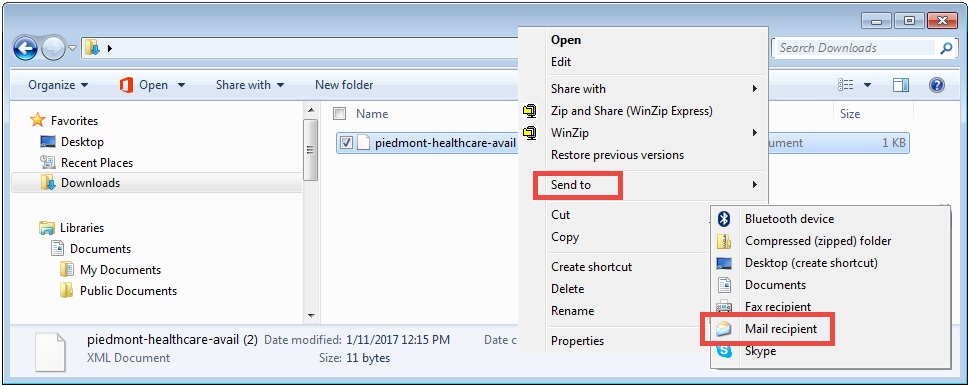 Search Downloads
Organize
Open
Share with
New folder
Favorites
Desktop
Recent Places
Downloads
Libraries
Documents
My Documents
Public Documents
Name
Size
piedmont-healthcare-avail
ument
1 KB
Open
Edit
Share with
Zip and Share (WinZip Express)
WinZip
Restore previous versions
Send to
Cut
Copy
Create shortcut
Delete
Rename
Properties
Bluetooth device
Compressed (zipped) folder
Desktop (create shortcut)
Documents
Fax recipient
Mail recipient
Skype
piedmont-healthcare-avail (2) Date modified: 1/11/2017 12:15 PM Date c
XML Document Size: 11 bytes